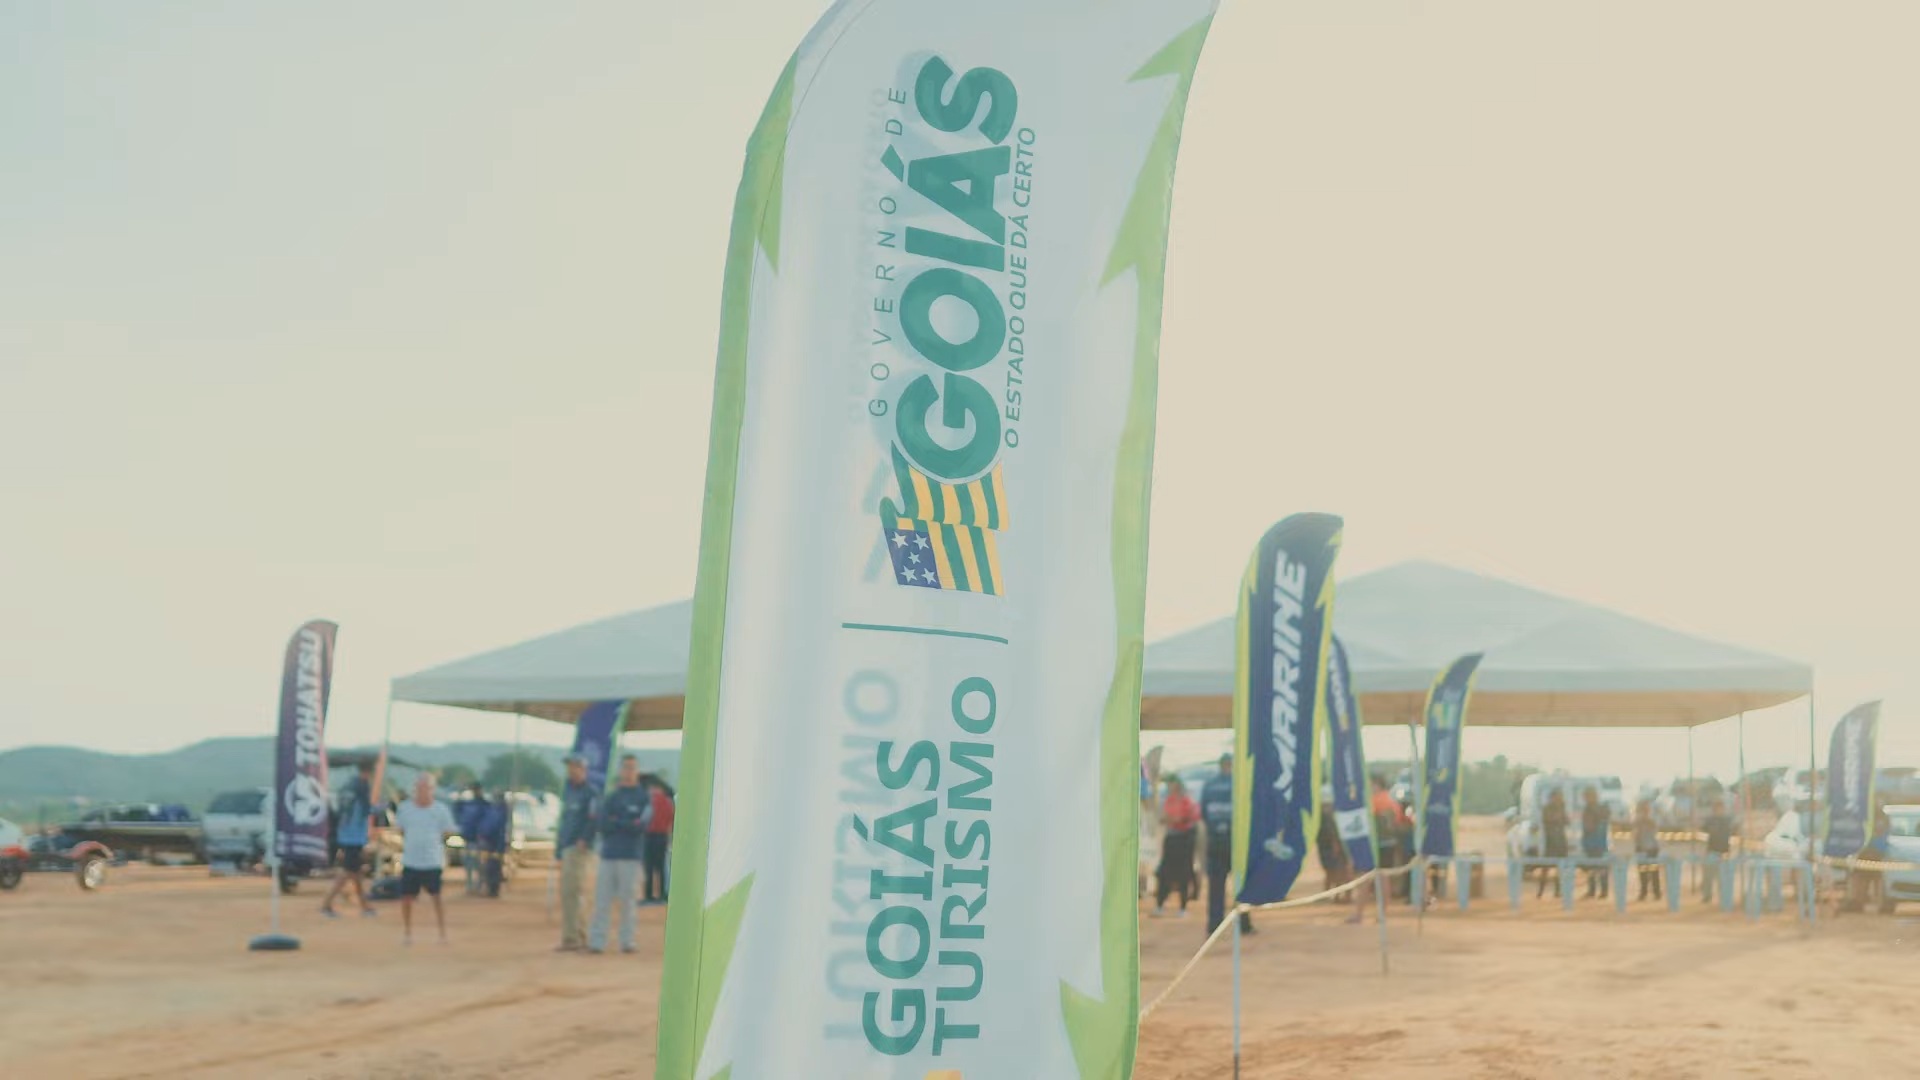 GOVERNO DE
GOIÁS
O ESTADO QUE DÁ CERTO
GOIÁS
TURISMO
TOHATSU
MARINE